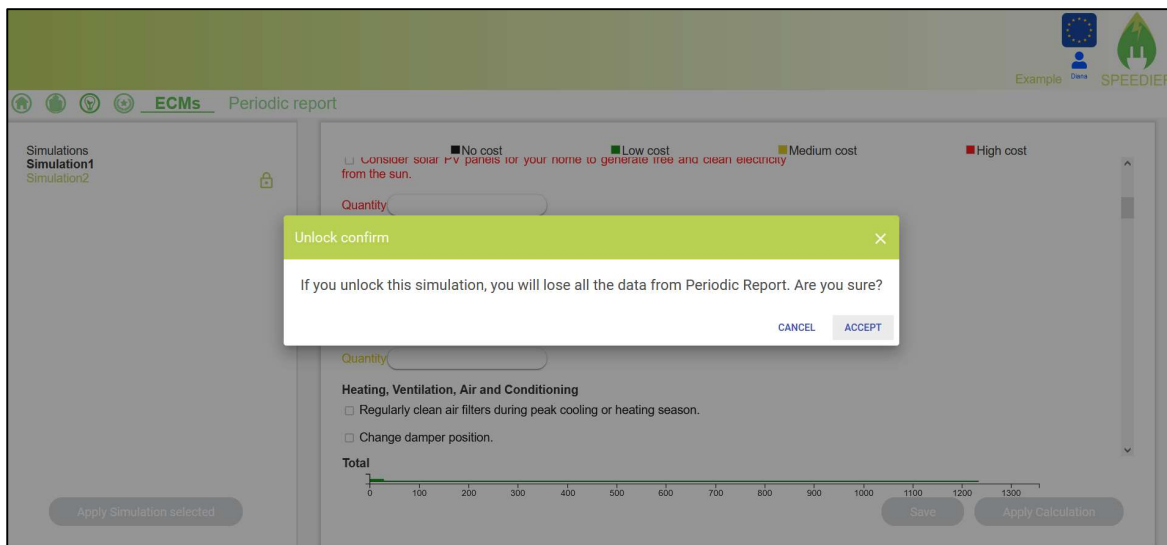 Example
Diana
SPEEDIER
ECMs Periodic report
Simulations
Simulation1
Simulation2
No cost Low cost Medium cost High cost
Consider solar PV panels for your home to generate free and clean electricity
from the sun.
Quantity
Unlock confirm
If you unlock this simulation, you will lose all the data from Periodic Report. Are you sure?
CANCEL ACCEPT
Quantity
Heating, Ventilation, Air and Conditioning
Regularly clean air filters during peak cooling or heating season.
Change damper position.
Total
0 100 200 300 400 500 600 700 800 900 1000 1100 1200 1300
Apply Simulation selected
Save Apply Calculation